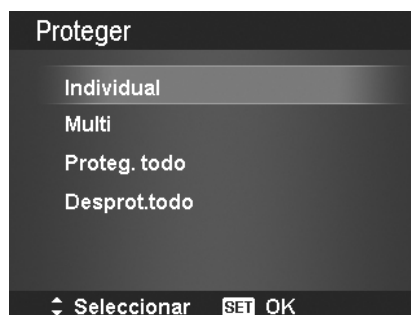 Proteger
Individual
Multi
Proteg. todo
Desprot.todo
Seleccionar SET OK